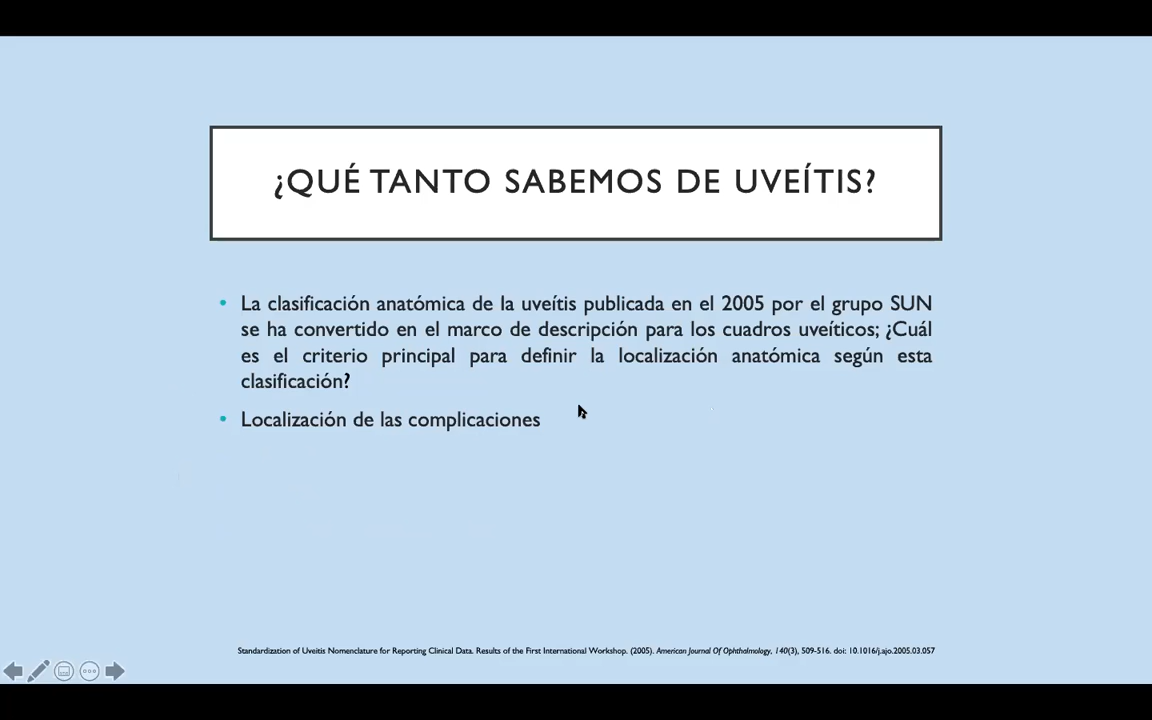 ¿QUÉ TANTO SABEMOS DE UVEÍTIS?
• La clasificación anatómica de la uveítis publicada en el 2005 por el grupo SUN
se ha convertido en el marco de descripción para los cuadros uveíticos; ¿Cuál
es el criterio principal para definir la localización anatómica según esta
clasificación?
• Localización de las complicaciones
Standardization of Uveitis Nomenclature for Reporting Clinical Data. Results of the First International Workshop. (2005). American Journal Of Ophthalmology, 140(3), 509-516. doi: 10.1016/j.ajo.2005.03.057